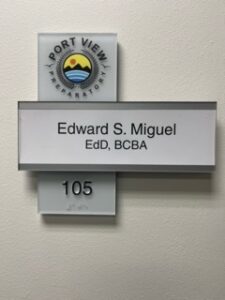 PORT VIEW
PREPARATORY
Edward S. Miguel
EdD, BCBA
105